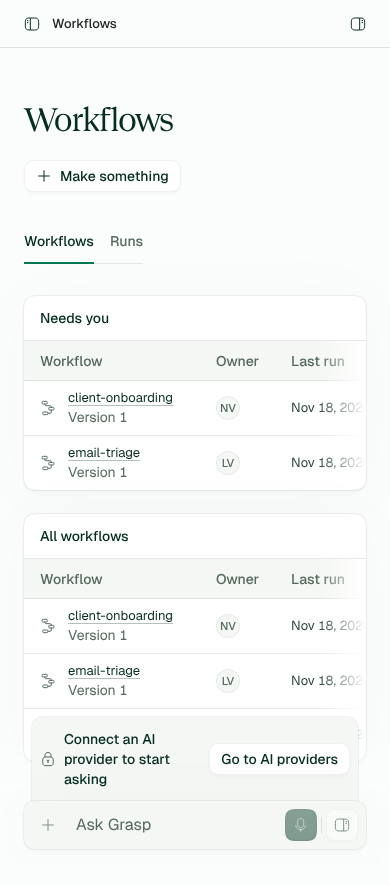 Workflows
Workflows
Make something
Workflows Runs
Needs you
Workflow Owner Last run
client-onboarding
Version 1
NV
Nov 18, 202
email-triage
Version 1
LV
Nov 18, 202
All workflows
Workflow Owner Last run
client-onboarding
Version 1
NV
Nov 18, 202
email-triage
Version 1
LV
Nov 18, 202
Connect an AI
provider to start
asking
Go to AI providers
Ask Grasp